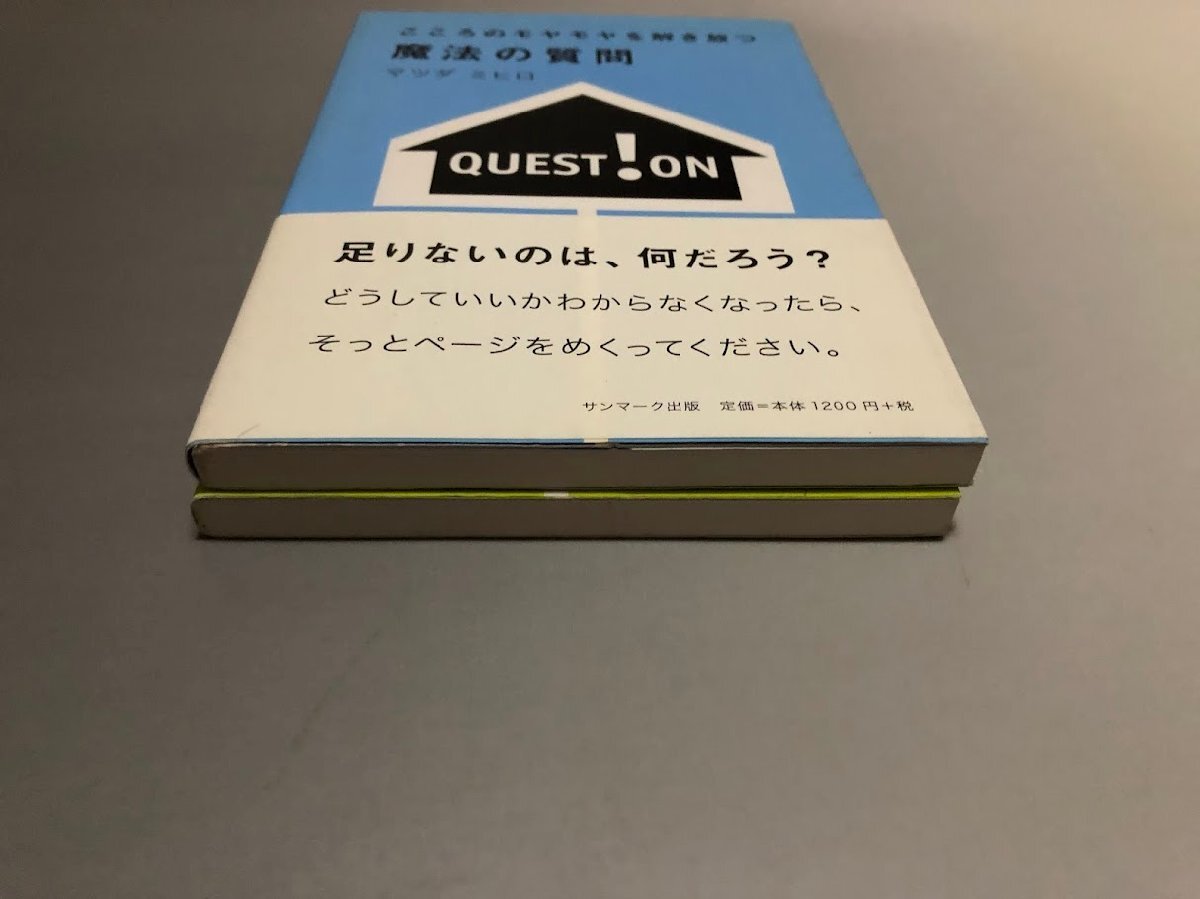 こころのモヤモヤを解き放つ
魔法の質問
マツダ ミヒロ
QUEST!ON
足りないのは、何だろう?
どうしていいかわからなくなったら、
そっとページをめくってください。
サンマーク出版 定価=本体1200円+税